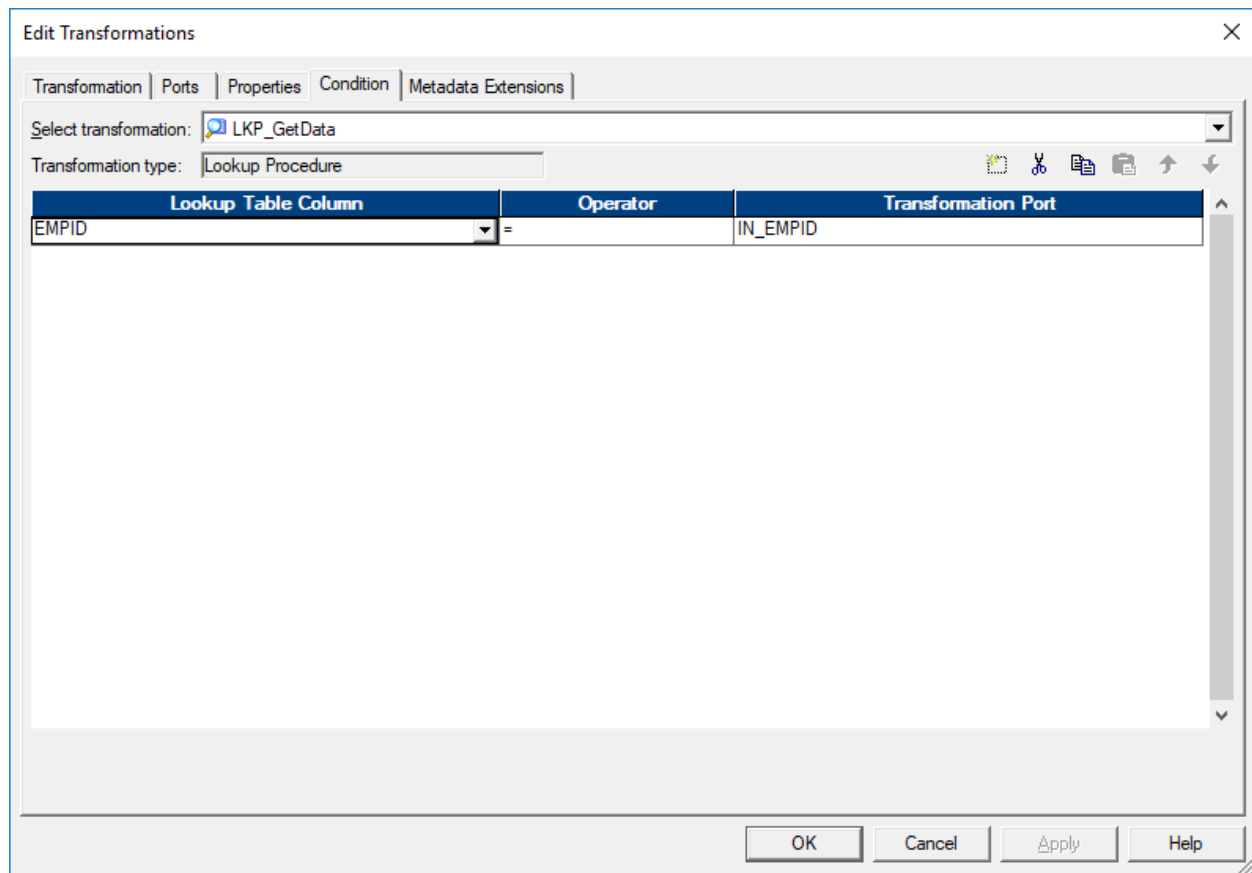 Edit Transformations
Transformation Ports Properties Condition Metadata Extensions
Select transformation: LKP_GetData
Transformation type: Lookup Procedure
Lookup Table Column Operator Transformation Port
EMPID = IN_EMPID
OK Cancel Apply Help